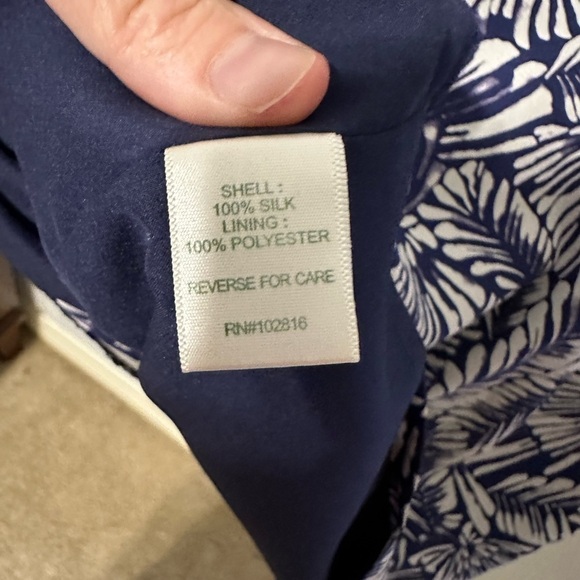 SHELL :
100% SILK
LINING :
100% POLYESTER
REVERSE FOR CARE
RN#102816